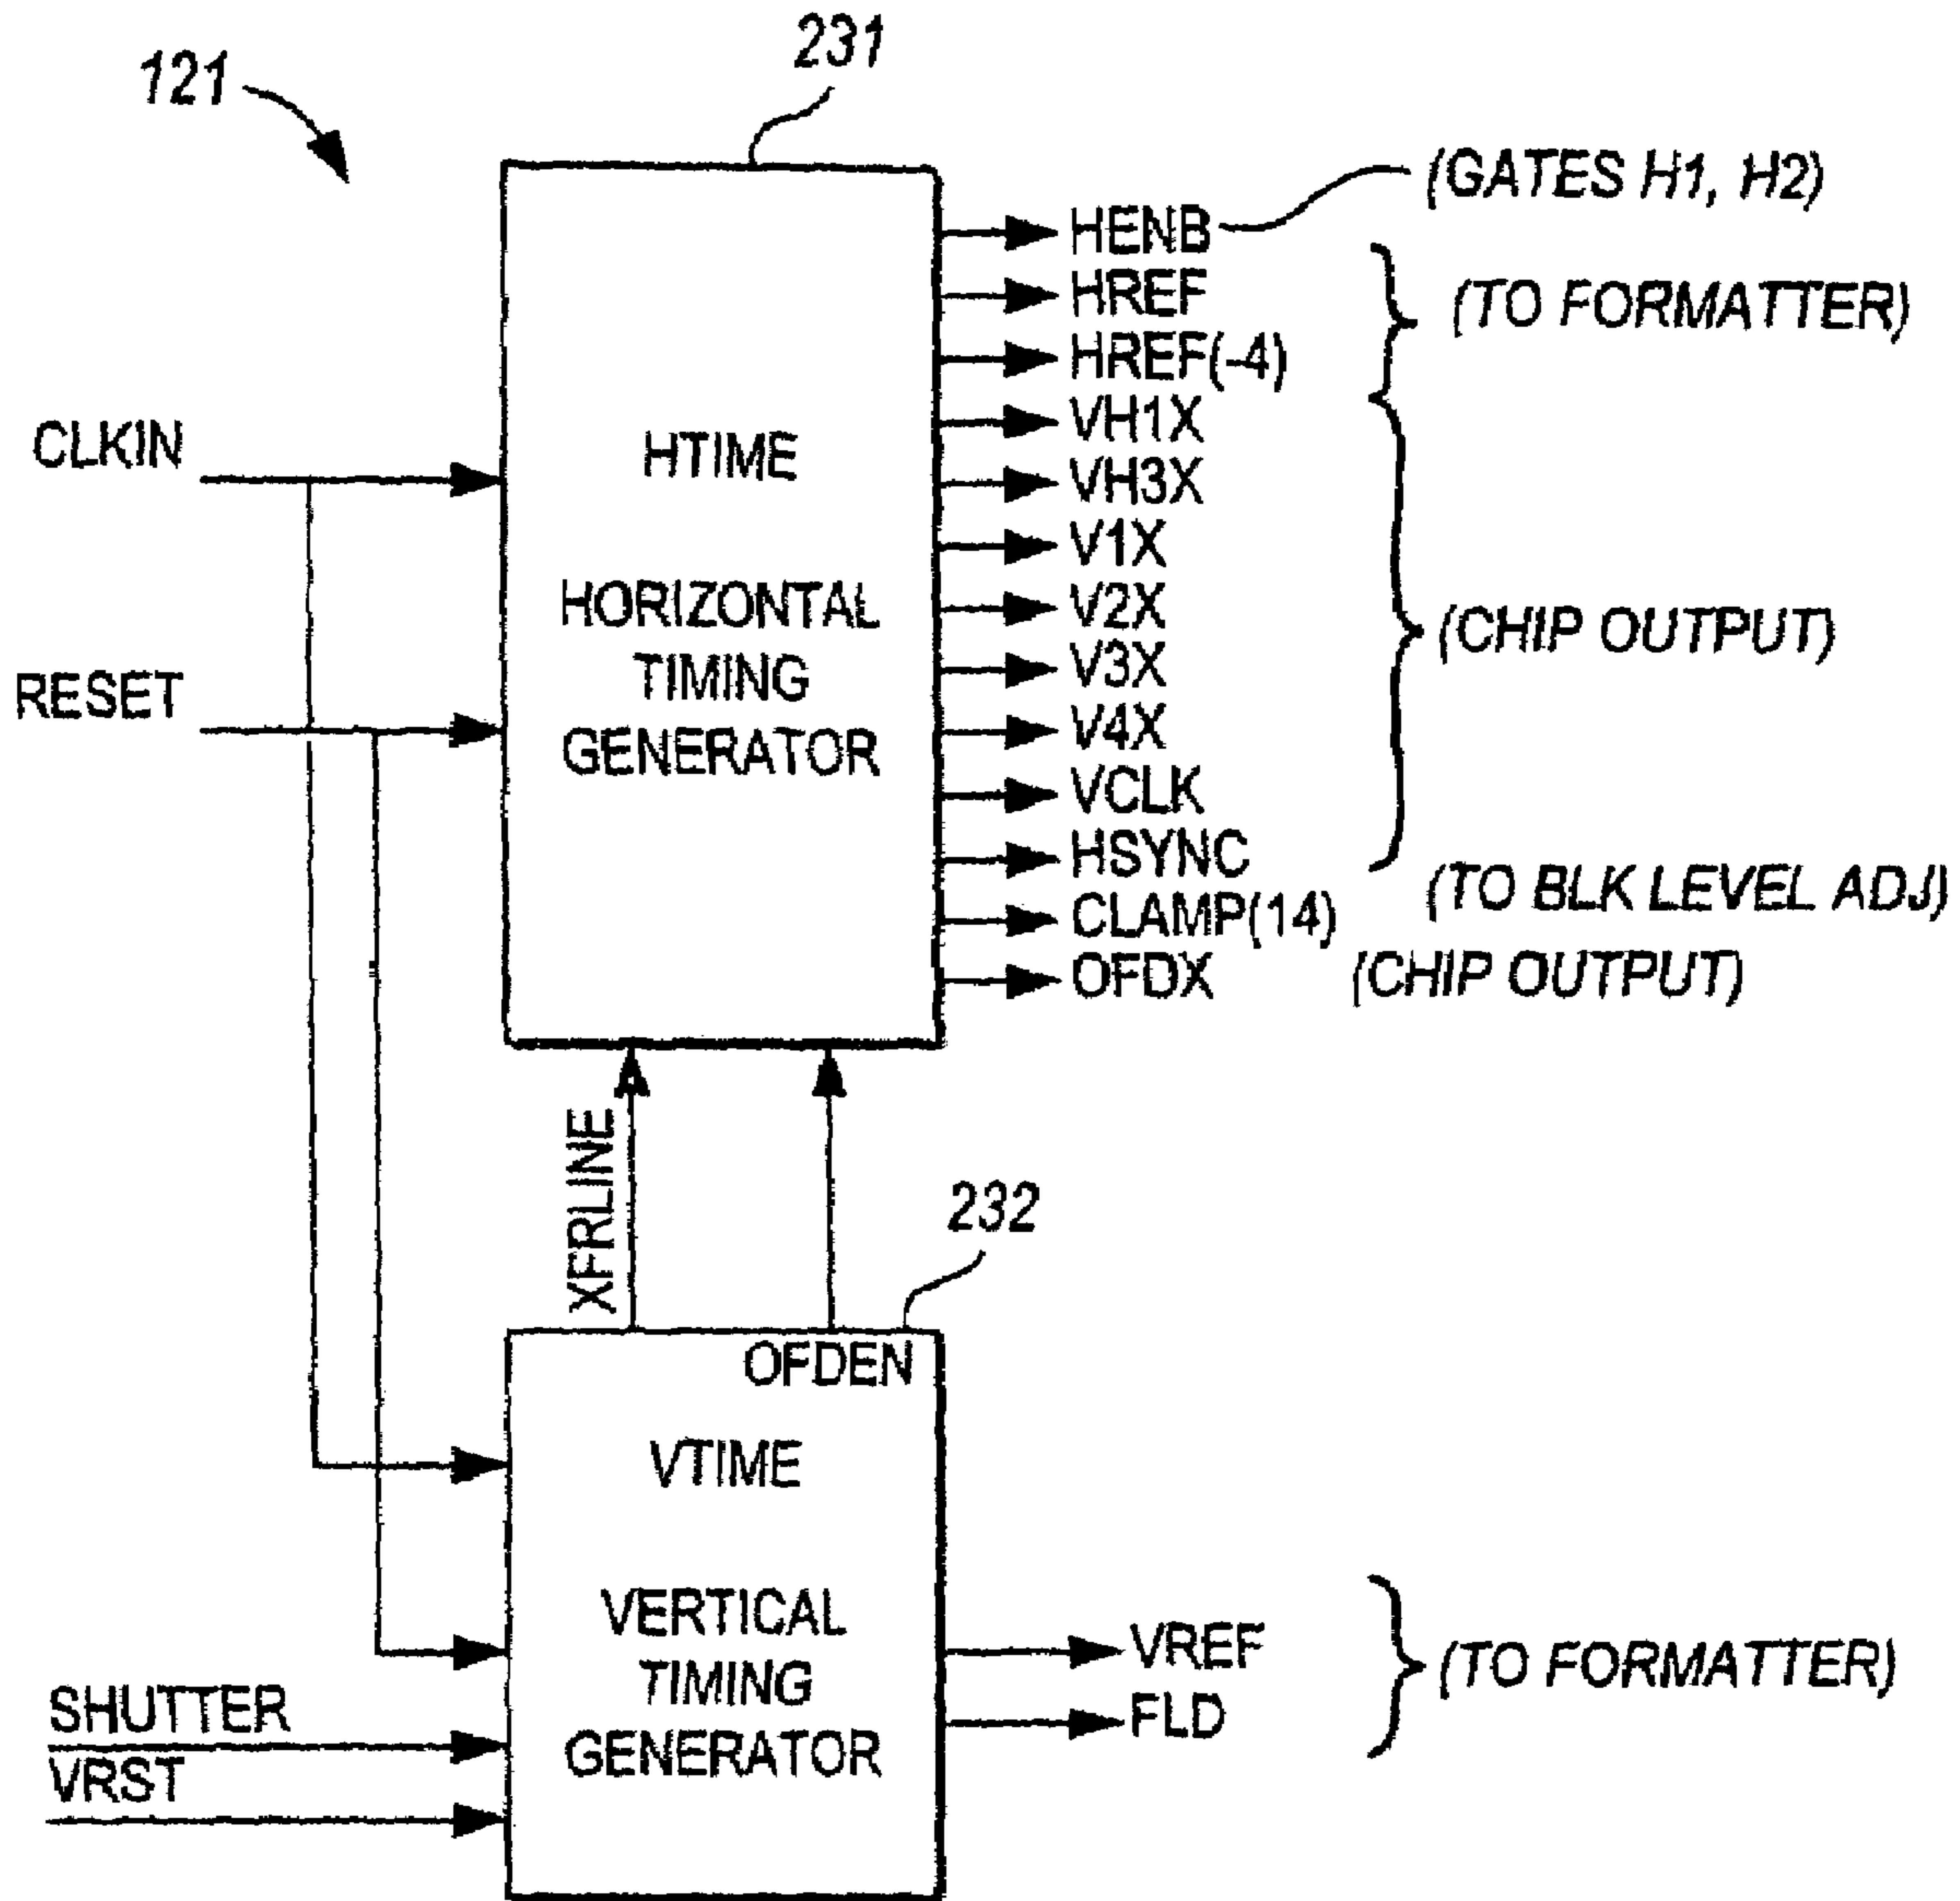 121
231
(GATES H1, H2)
HENB
HREF
(TO FORMATTER)
HREF(-4)
VH1X
CLKIN
HTIME
VH3X
V1X
HORIZONTAL
TIMING
GENERATOR
V2X
(CHIP OUTPUT)
V3X
RESET
V4X
VCLK
HSYNC
(TO BLK LEVEL ADJ)
CLAMP(14)
OFDX
(CHIP OUTPUT)
XFRLINE
232
OFDEN
VTIME
VERTICAL
TIMING
GENERATOR
VREF
FLD
(TO FORMATTER)
SHUTTER
VRST